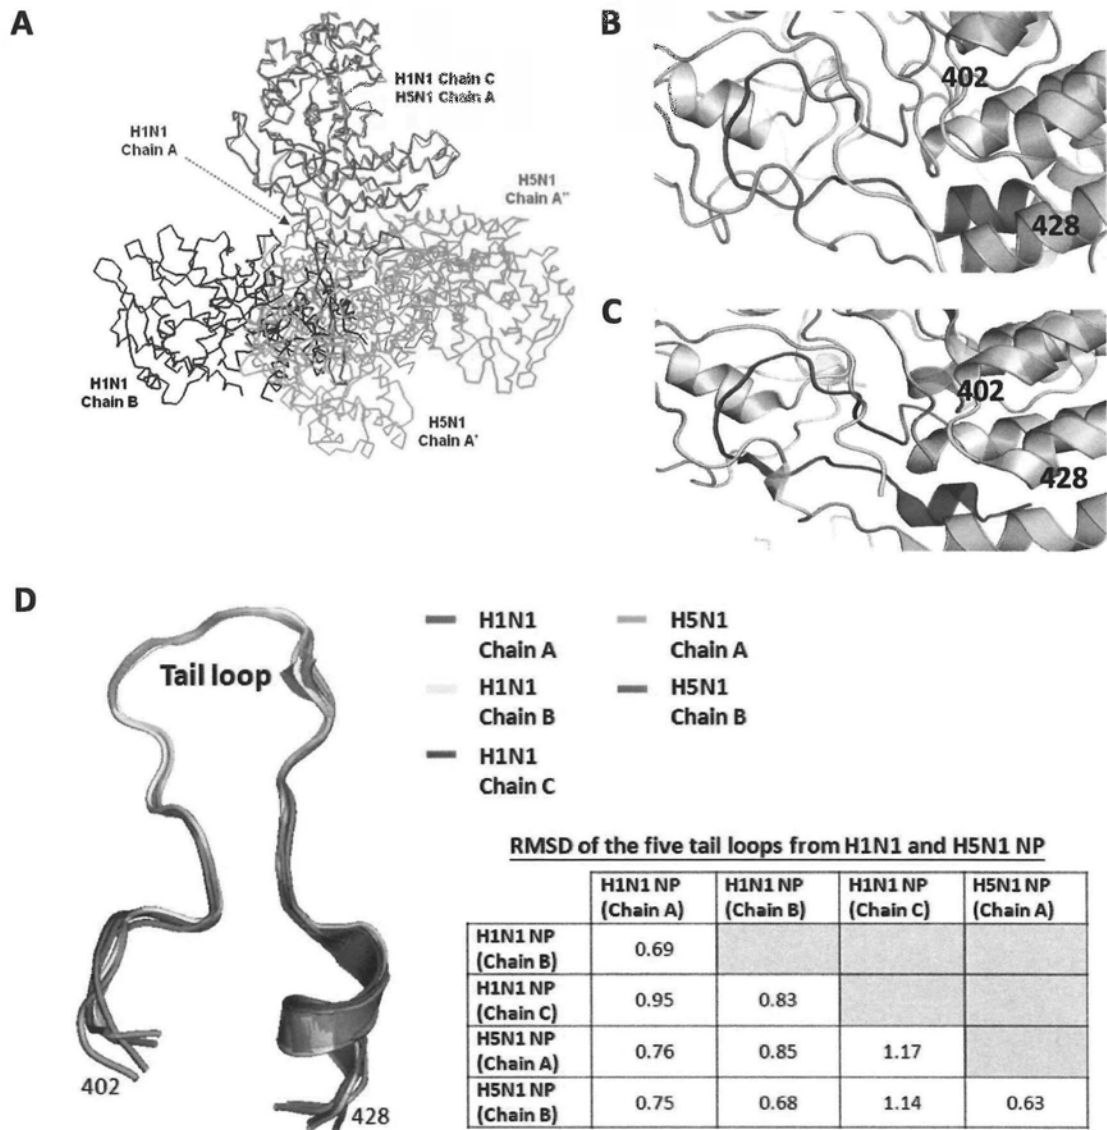 A
H1N1 Chain C
H5N1 Chain A
H1N1
Chain A
H5N1
Chain A"
H1N1
Chain B
H5N1
Chain A'
B
402
428
C
402
428
D
Tail loop
402
428
H1N1
Chain A
H5N1
Chain A
H1N1
Chain B
H5N1
Chain B
H1N1
Chain C
RMSD of the five tail loops from H1N1 and H5N1 NP
H1N1 NP (Chain A) H1N1 NP (Chain B) H1N1 NP (Chain C) H5N1 NP (Chain A)
H1N1 NP (Chain B) 0.69
H1N1 NP (Chain C) 0.95 0.83
H5N1 NP (Chain A) 0.76 0.85 1.17
H5N1 NP (Chain B) 0.75 0.68 1.14 0.63